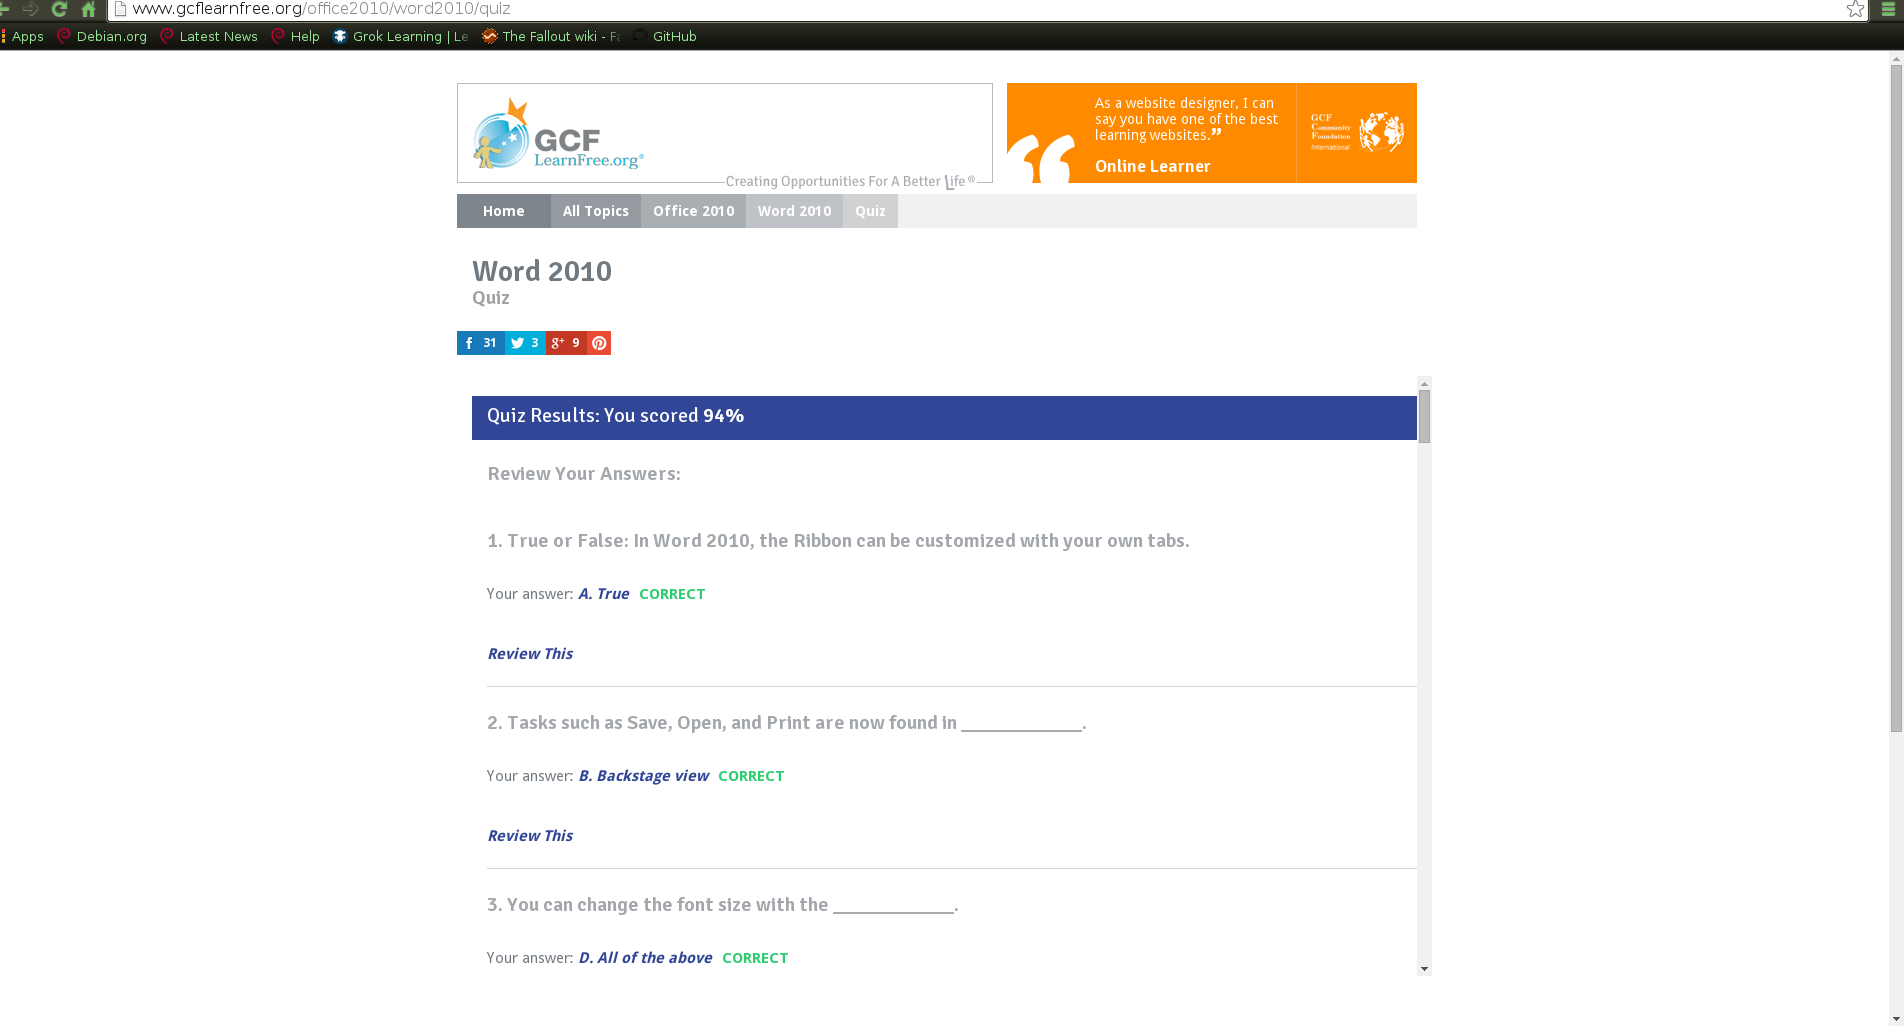 www.gcflearnfree.org/office2010/word2010/quiz
Apps Debian.org Latest News Help Grok Learning | Le The Fallout wiki - Fa GitHub
GCF
LearnFree.org®
Creating Opportunities For A Better Life®
“As a website designer, I can
say you have one of the best
learning websites.”
Online Learner
GCF
Community
Foundation
International
Home All Topics Office 2010 Word 2010 Quiz
Word 2010
Quiz
f 31 3 g+ 9
Quiz Results: You scored 94%
Review Your Answers:
1. True or False: In Word 2010, the Ribbon can be customized with your own tabs.
Your answer: A. True CORRECT
Review This
2. Tasks such as Save, Open, and Print are now found in ____________.
Your answer: B. Backstage view CORRECT
Review This
3. You can change the font size with the ____________.
Your answer: D. All of the above CORRECT